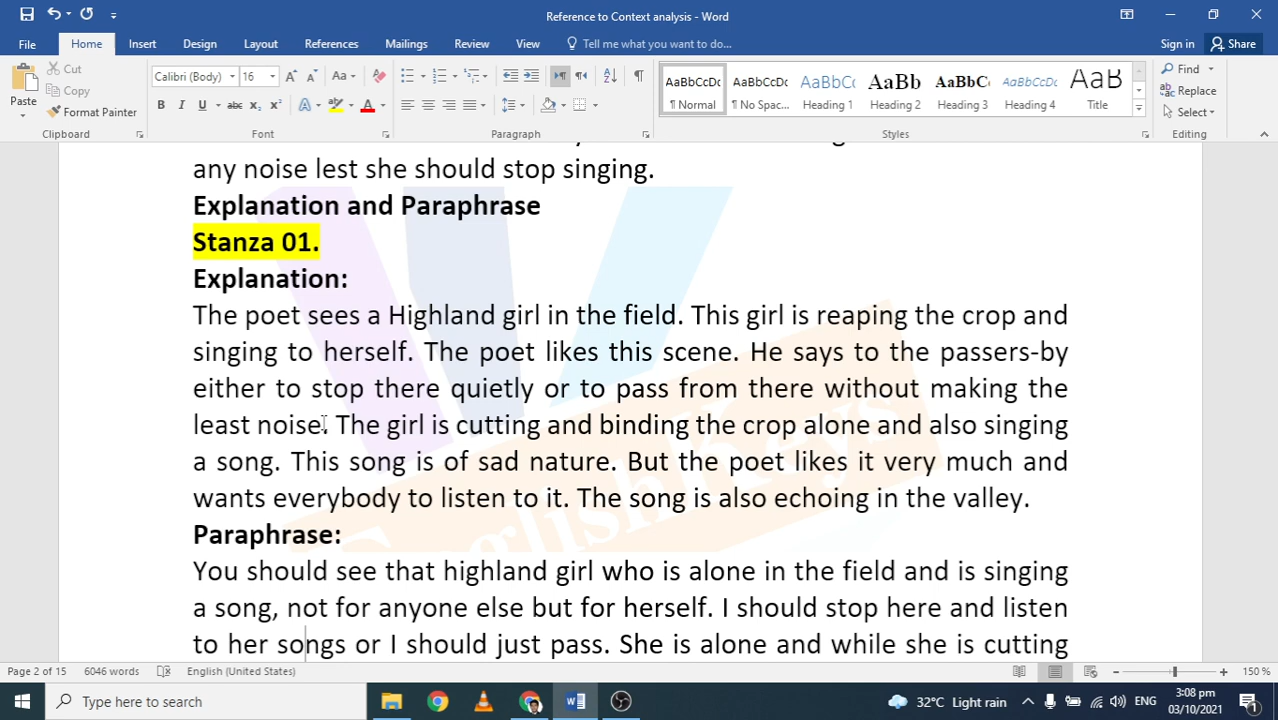 Reference to Context analysis - Word
File Home Insert Design Layout References Mailings Review View Tell me what you want to do... Sign in Share
Paste
Cut
Copy
Format Painter
Clipboard
Calibri (Body) 16
Font
Paragraph
AaBbCcDc AaBbCcDc AaBbC AaBb AaBbC AaBbCcDc AaB
¶ Normal ¶ No Spac... Heading 1 Heading 2 Heading 3 Heading 4 Title
Styles
Find
Replace
Select
Editing
any noise lest she should stop singing.
Explanation and Paraphrase
Stanza 01.
Explanation:
The poet sees a Highland girl in the field. This girl is reaping the crop and
singing to herself. The poet likes this scene. He says to the passers-by
either to stop there quietly or to pass from there without making the
least noise. The girl is cutting and binding the crop alone and also singing
a song. This song is of sad nature. But the poet likes it very much and
wants everybody to listen to it. The song is also echoing in the valley.
Paraphrase:
You should see that highland girl who is alone in the field and is singing
a song, not for anyone else but for herself. I should stop here and listen
to her songs or I should just pass. She is alone and while she is cutting
EnglishKeys
Page 2 of 15 6046 words English (United States) 150 %
Type here to search
32°C Light rain ENG 3:08 pm
03/10/2021